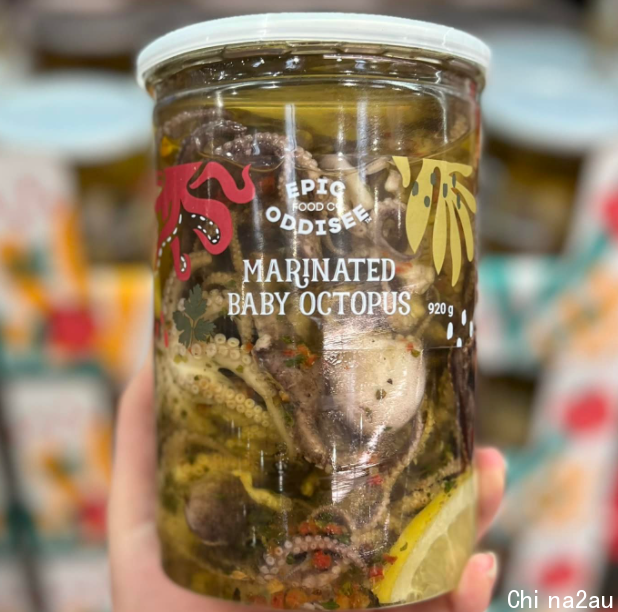 EPIC
FOOD CO
ODDISEE
MARINATED
BABY OCTOPUS
920 g
Chi na2au